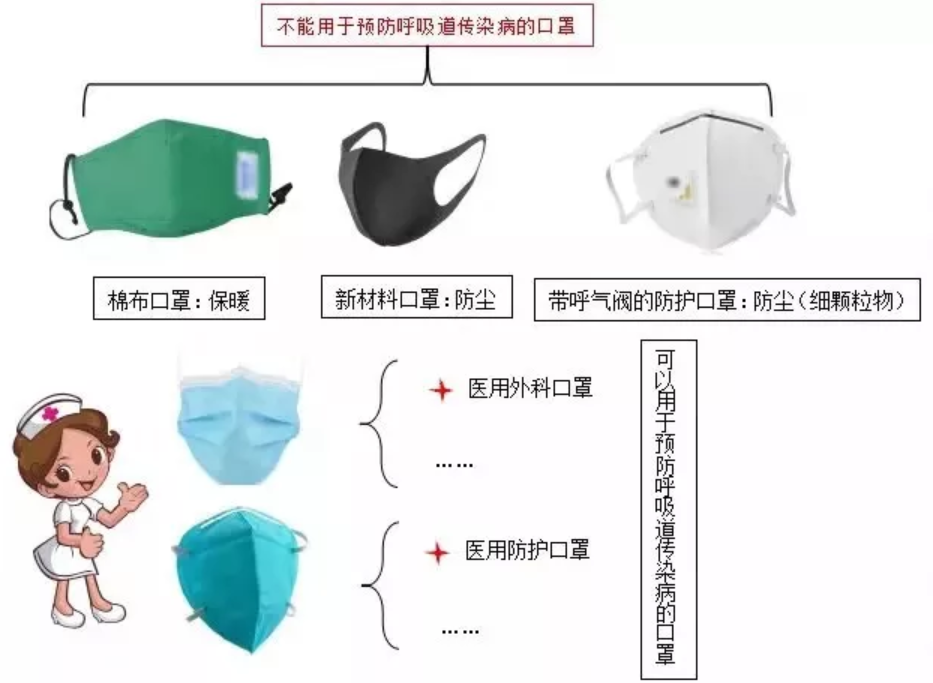 不能用于预防呼吸道传染病的口罩
棉布口罩：保暖
新材料口罩：防尘
带呼气阀的防护口罩：防尘（细颗粒物）
医用外科口罩
……
医用防护口罩
……
可以用于预防呼吸道传染病的口罩